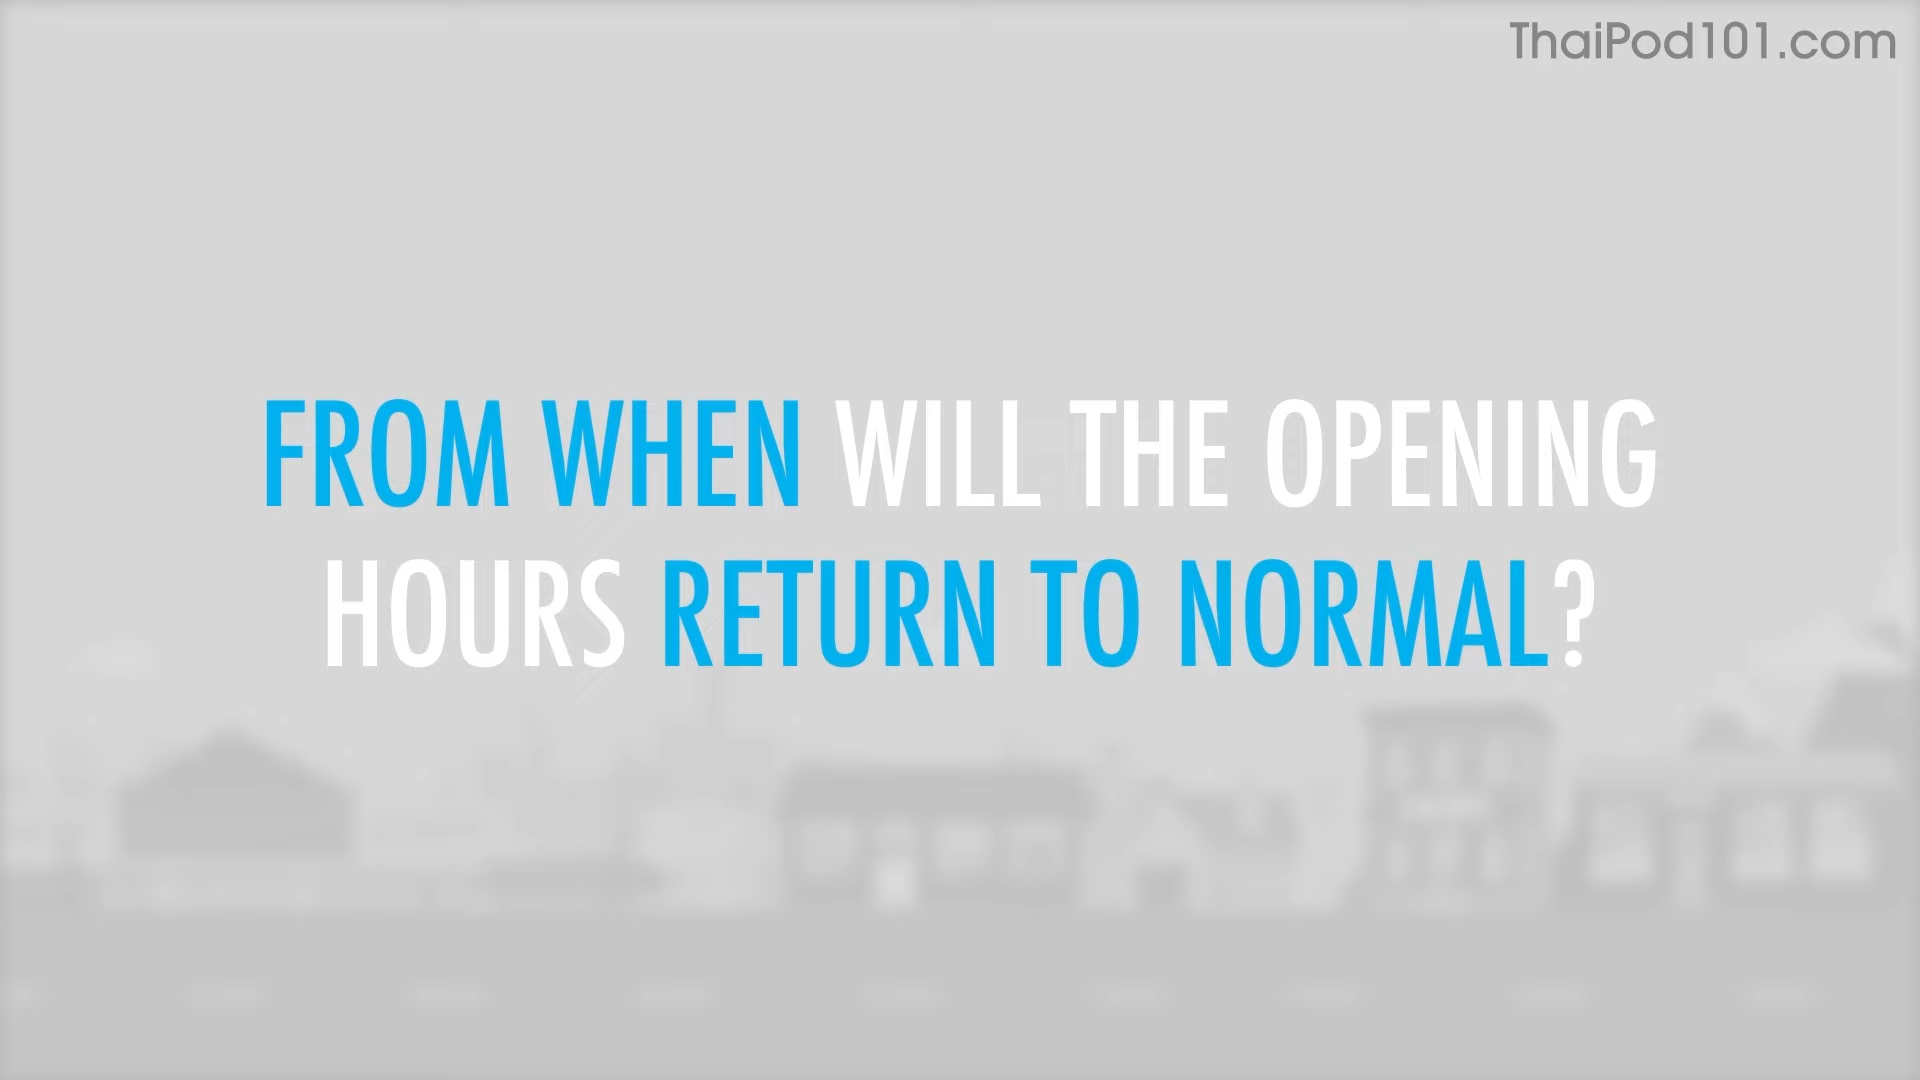 ThaiPod101.com
FROM WHEN WILL THE OPENING
HOURS RETURN TO NORMAL?